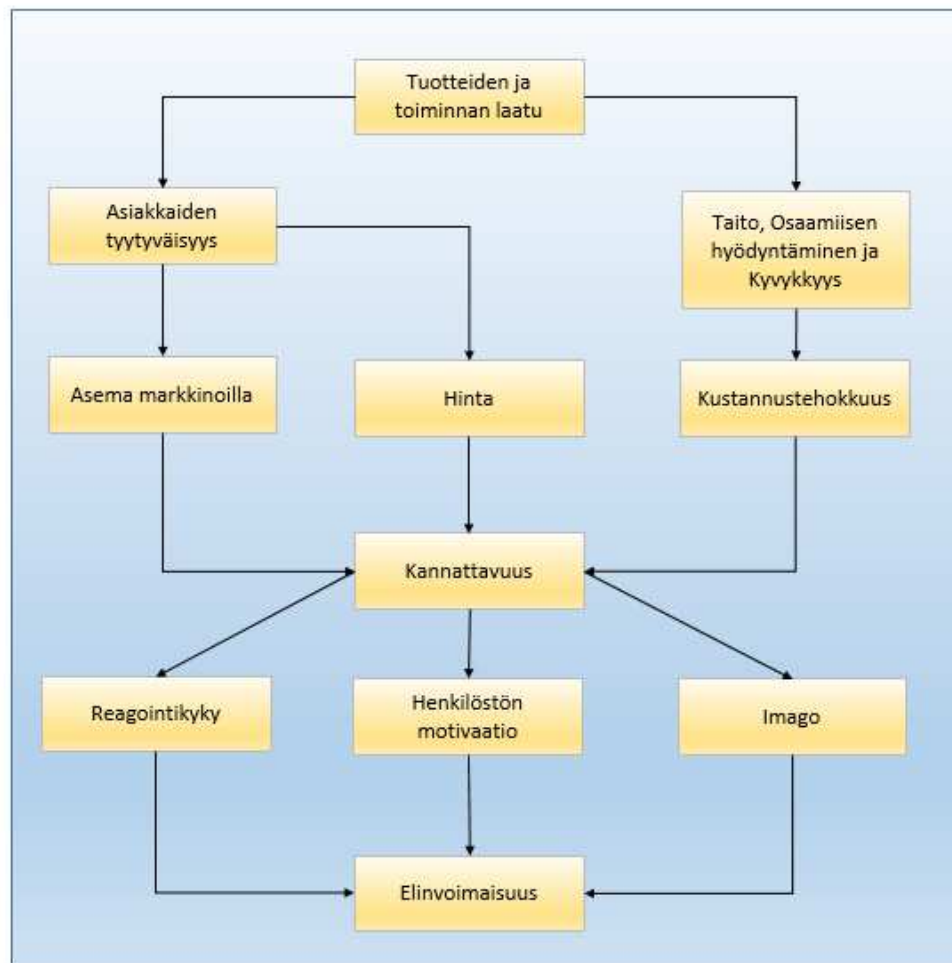 Tuotteiden ja
toiminnan laatu
Asiakkaiden
tyytyväisyys
Taito, Osaamiisen
hyödyntäminen ja
Kyvykkyys
Asema markkinoilla
Hinta
Kustannustehokkuus
Kannattavuus
Reagointikyky
Henkilöstön
motivaatio
Imago
Elinvoimaisuus